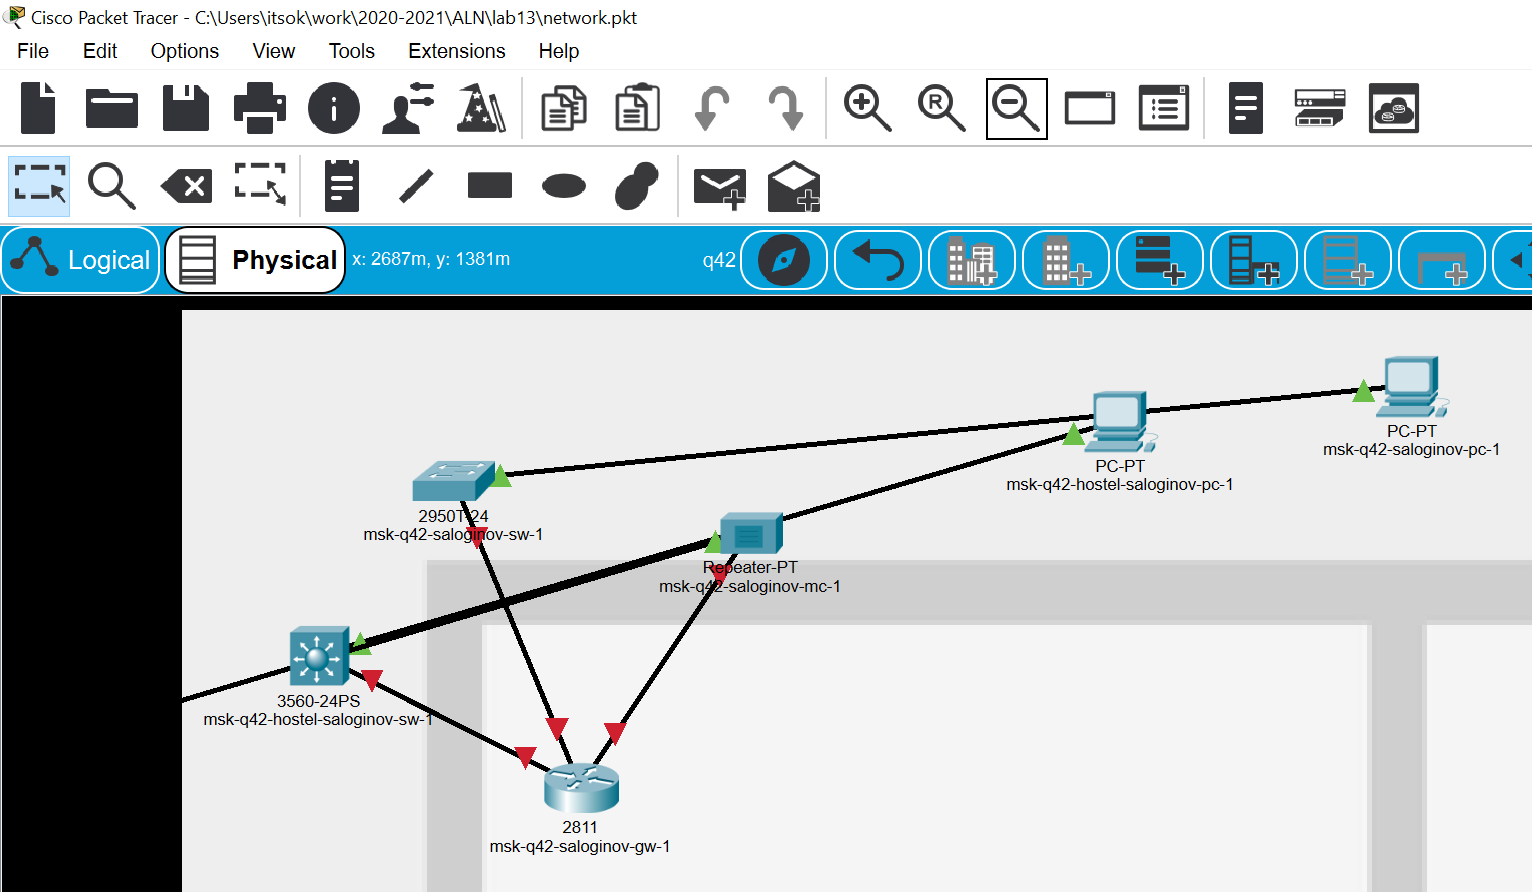 Cisco Packet Tracer - C:\Users\itsok\work\2020-2021\ALN\lab13\network.pkt
File Edit Options View Tools Extensions Help
R
Logical Physical x: 2687m, y: 1381m q42
PC-PT
msk-q42-saloginov-pc-1
PC-PT
msk-q42-hostel-saloginov-pc-1
2950T-24
msk-q42-saloginov-sw-1
Repeater-PT
msk-q42-saloginov-mc-1
3560-24PS
msk-q42-hostel-saloginov-sw-1
2811
msk-q42-saloginov-gw-1